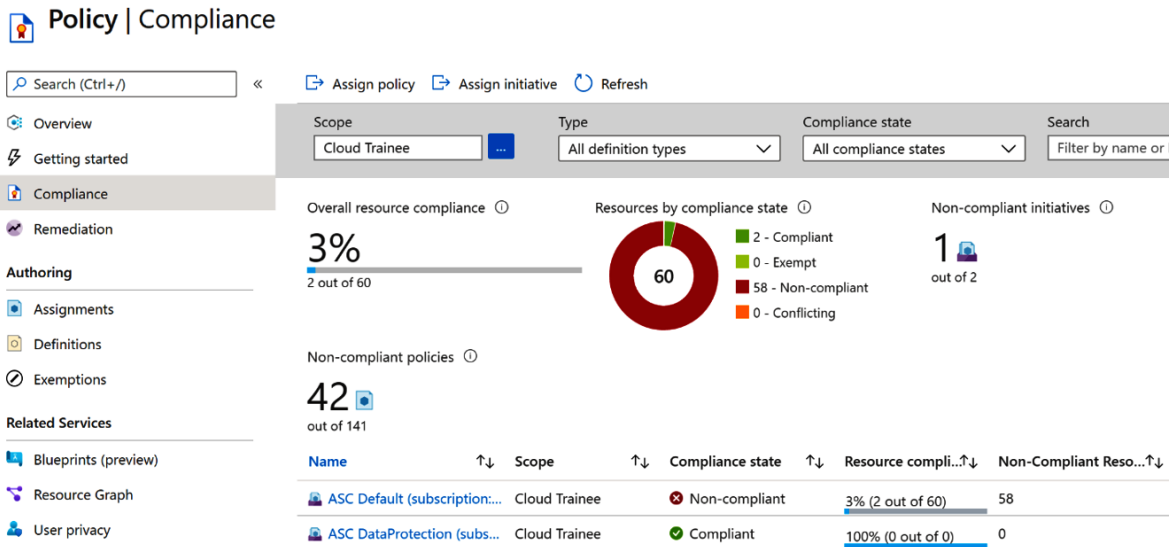 Policy | Compliance
Search (Ctrl+/)
«
Overview
Getting started
Compliance
Remediation
Authoring
Assignments
Definitions
Exemptions
Related Services
Blueprints (preview)
Resource Graph
User privacy
Assign policy Assign initiative Refresh
Scope Type Compliance state Search
Cloud Trainee ... All definition types All compliance states Filter by name or
Overall resource compliance Resources by compliance state Non-compliant initiatives
3%
2 out of 60
60
2 - Compliant
0 - Exempt
58 - Non-compliant
0 - Conflicting
1
out of 2
Non-compliant policies
42
out of 141
Name Scope Compliance state Resource compli... Non-Compliant Reso...
ASC Default (subscription:... Cloud Trainee Non-compliant 3% (2 out of 60) 58
ASC DataProtection (subs... Cloud Trainee Compliant 100% (0 out of 0) 0